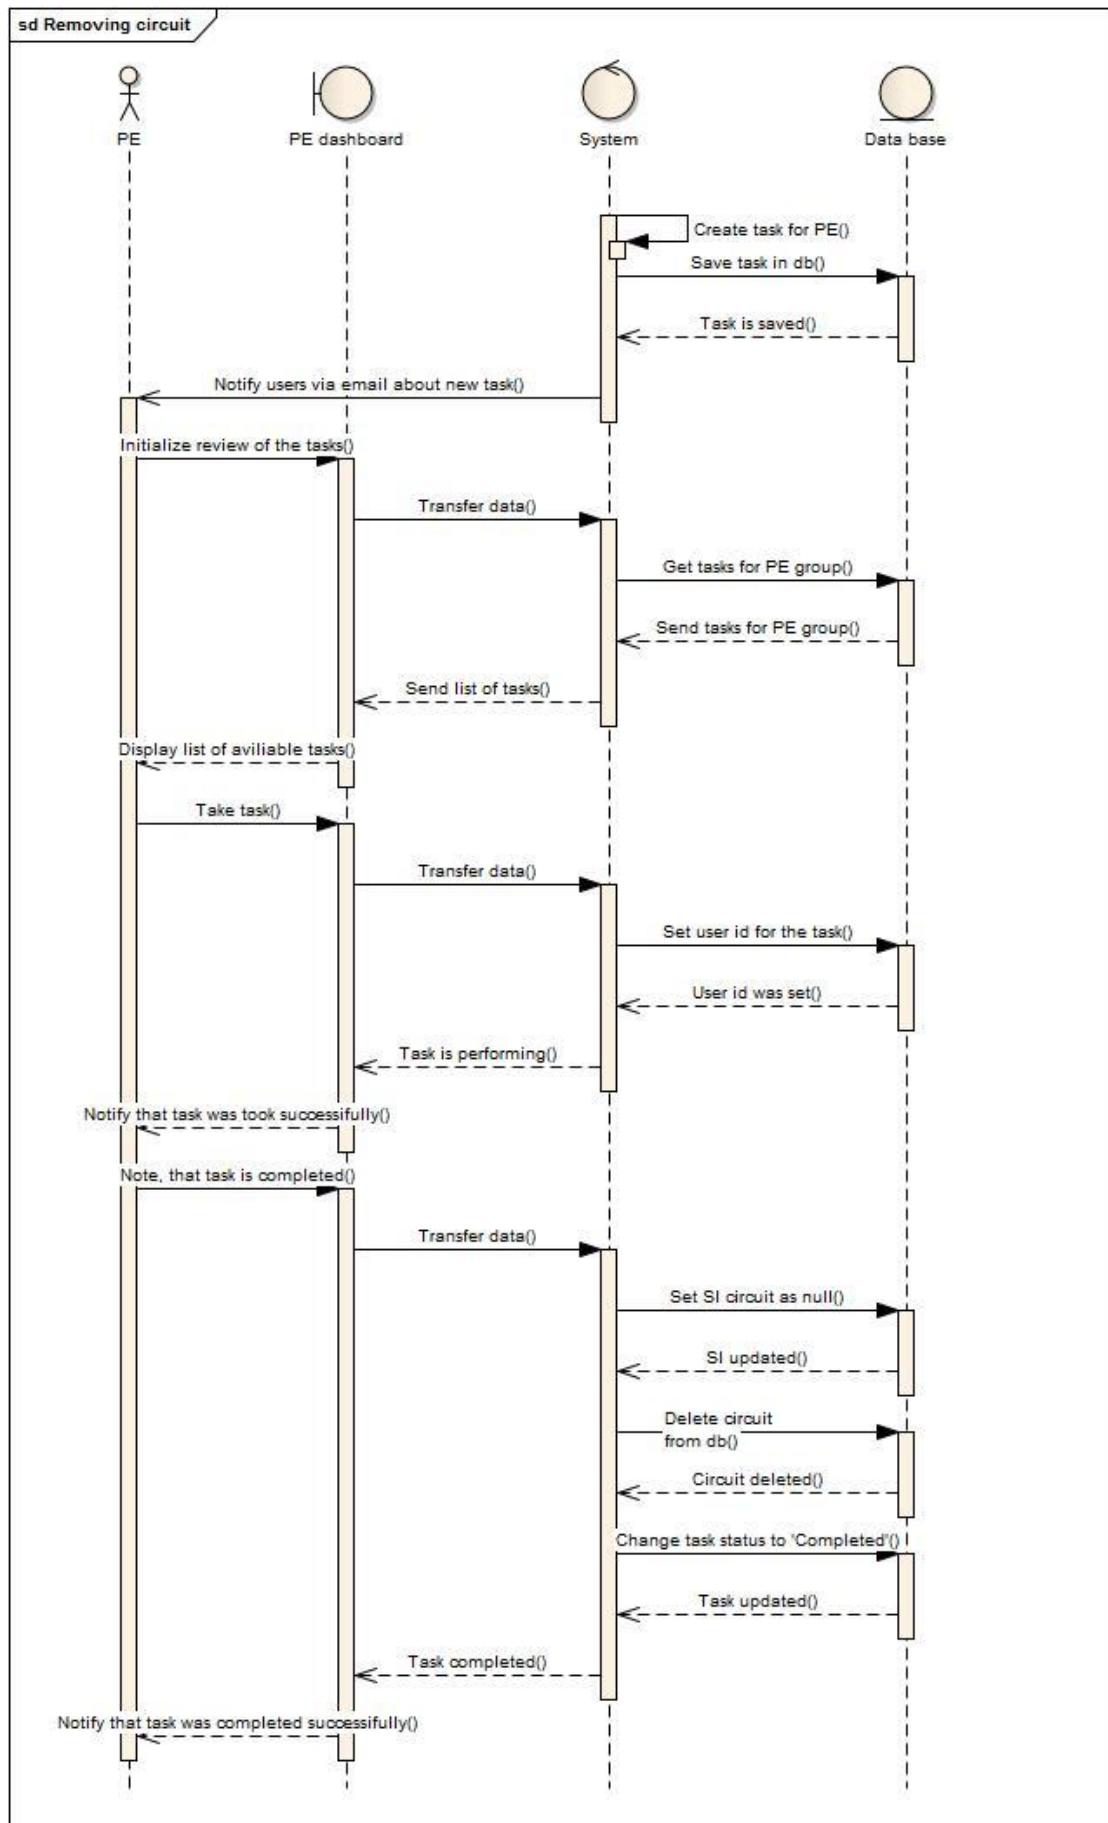 sd Removing circuit
PE
PE dashboard
System
Data base
Create task for PE()
Save task in db()
Task is saved()
Notify users via email about new task()
Initialize review of the tasks()
Transfer data()
Get tasks for PE group()
Send tasks for PE group()
Send list of tasks()
Display list of aviliable tasks()
Take task()
Transfer data()
Set user id for the task()
User id was set()
Task is performing()
Notify that task was took successfully()
Note, that task is completed()
Transfer data()
Set SI circuit as null()
SI updated()
Delete circuit
from db()
Circuit deleted()
Change task status to 'Completed'()
Task updated()
Task completed()
Notify that task was completed successfully()